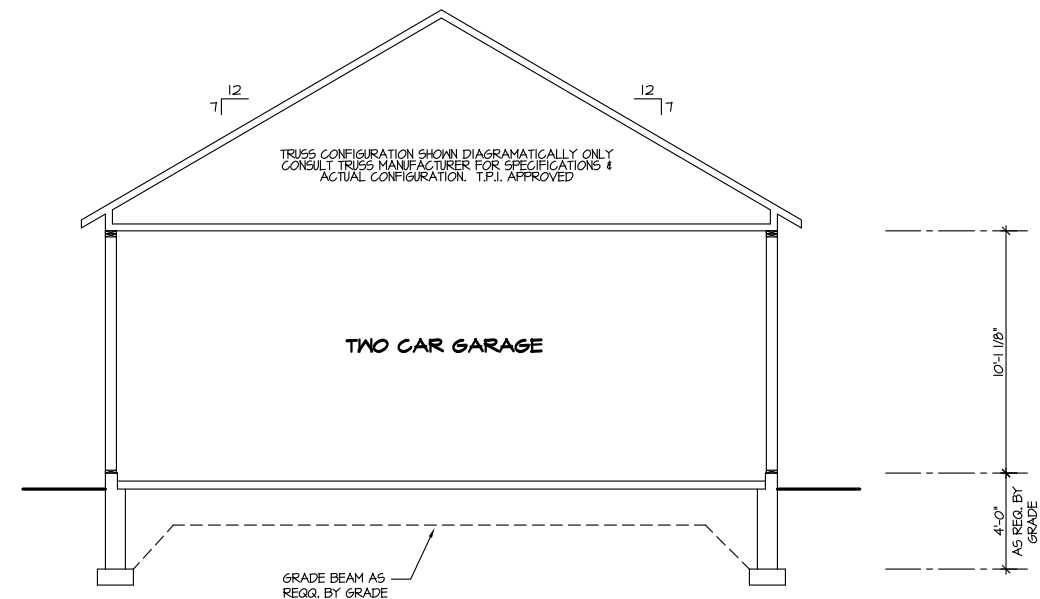 12
7
12
7
TRUSS CONFIGURATION SHOWN DIAGRAMATICALLY ONLY
CONSULT TRUSS MANUFACTURER FOR SPECIFICATIONS &
ACTUAL CONFIGURATION. T.P.I. APPROVED
TWO CAR GARAGE
10'-1 1/8"
4'-0"
AS REQ. BY
GRADE
GRADE BEAM AS
REQQ. BY GRADE